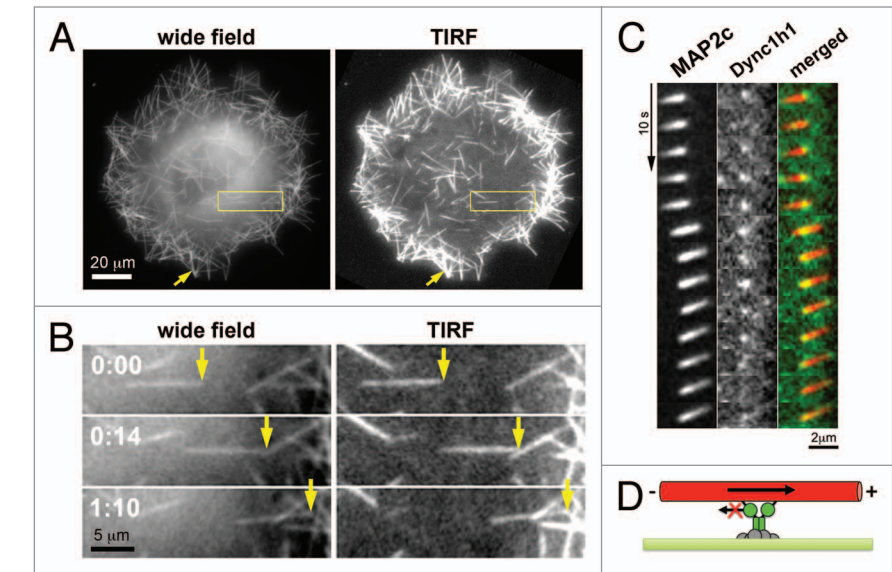 A
wide field
TIRF
20 μm
B
wide field
TIRF
0:00
0:14
1:10
5 μm
C
MAP2c
Dync1h1
merged
10 s
2μm
D
-
+